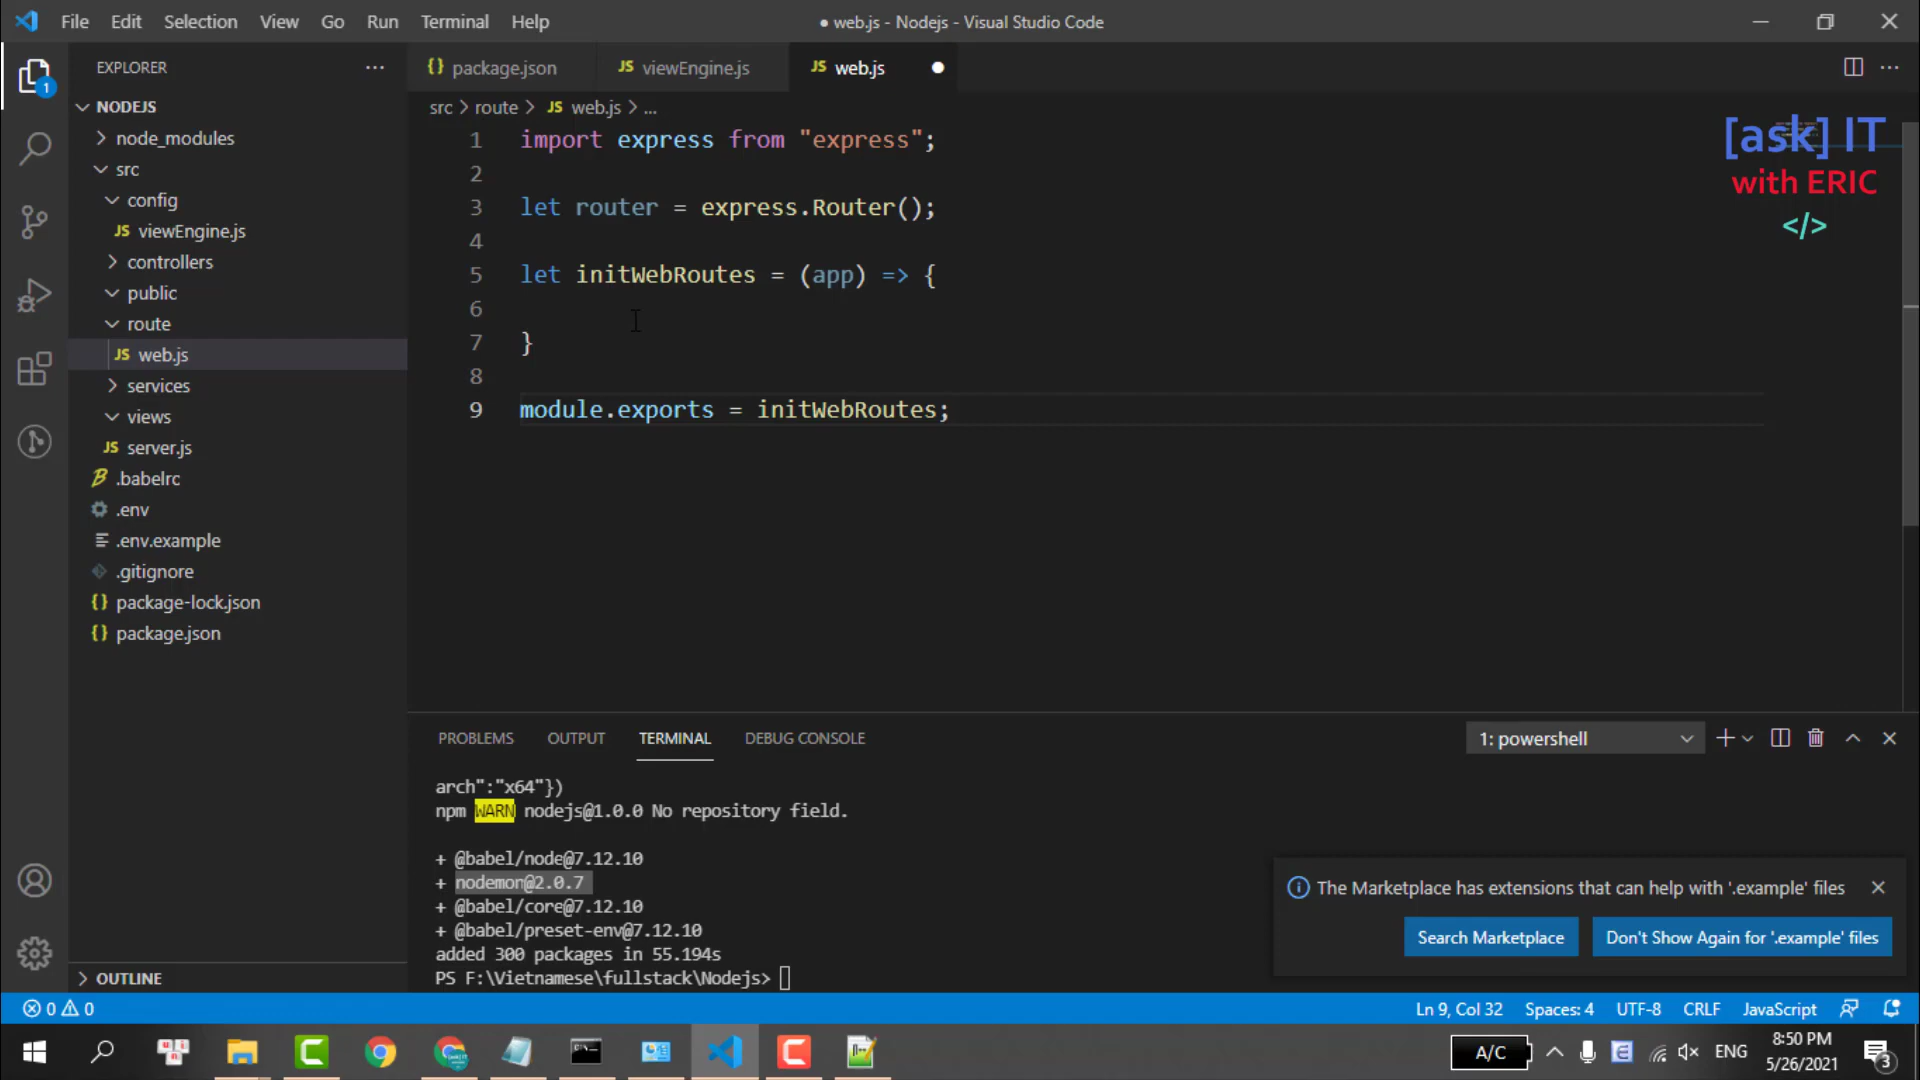 File Edit Selection View Go Run Terminal Help
● web.js - Nodejs - Visual Studio Code
EXPLORER
NODEJS
node_modules
src
config
JS viewEngine.js
controllers
public
route
JS web.js
services
views
JS server.js
.babelrc
.env
.env.example
.gitignore
{} package-lock.json
{} package.json
OUTLINE
{} package.json JS viewEngine.js JS web.js
src > route > JS web.js > ...
1 import express from "express";
2
3 let router = express.Router();
4
5 let initWebRoutes = (app) => {
6
7 }
8
9 module.exports = initWebRoutes;
[ask] IT
with ERIC
</>
PROBLEMS OUTPUT TERMINAL DEBUG CONSOLE
1: powershell
arch":"x64"})
npm WARN nodejs@1.0.0 No repository field.
+ @babel/node@7.12.10
+ nodemon@2.0.7
+ @babel/core@7.12.10
+ @babel/preset-env@7.12.10
added 300 packages in 55.194s
PS F:\Vietnamese\fullstack\Nodejs>
The Marketplace has extensions that can help with '.example' files
Search Marketplace
Don't Show Again for '.example' files
0 0
Ln 9, Col 32 Spaces: 4 UTF-8 CRLF JavaScript
A/C
ENG
8:50 PM
5/26/2021
3
1